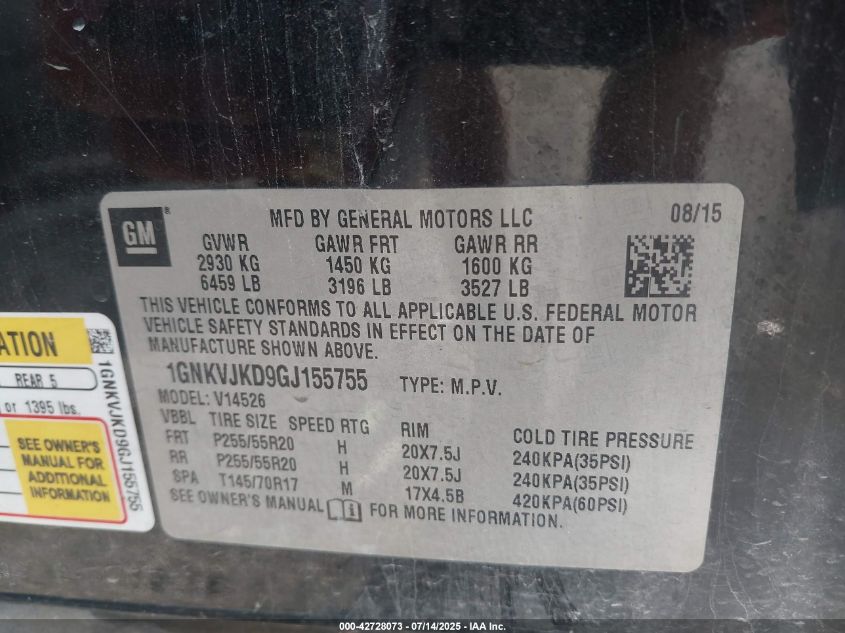 GM
®
MFD BY GENERAL MOTORS LLC
08/15
GVWR GAWR FRT GAWR RR
2930 KG 1450 KG 1600 KG
6459 LB 3196 LB 3527 LB
THIS VEHICLE CONFORMS TO ALL APPLICABLE U.S. FEDERAL MOTOR
VEHICLE SAFETY STANDARDS IN EFFECT ON THE DATE OF
MANUFACTURE SHOWN ABOVE.
1GNKVJKD9GJ155755 TYPE: M.P.V.
MODEL: V14526
VBBL TIRE SIZE SPEED RTG RIM COLD TIRE PRESSURE
FRT P255/55R20 H 20X7.5J 240KPA(35PSI)
RR P255/55R20 H 20X7.5J 240KPA(35PSI)
SPA T145/70R17 M 17X4.5B 420KPA(60PSI)
SEE OWNER'S MANUAL i FOR MORE INFORMATION.
ATION
REAR 5
or 1395 lbs.
SEE OWNER'S
MANUAL FOR
ADDITIONAL
INFORMATION
1GNKVJKD9GJ155755
000-42728073 - 07/14/2025 - IAA Inc.